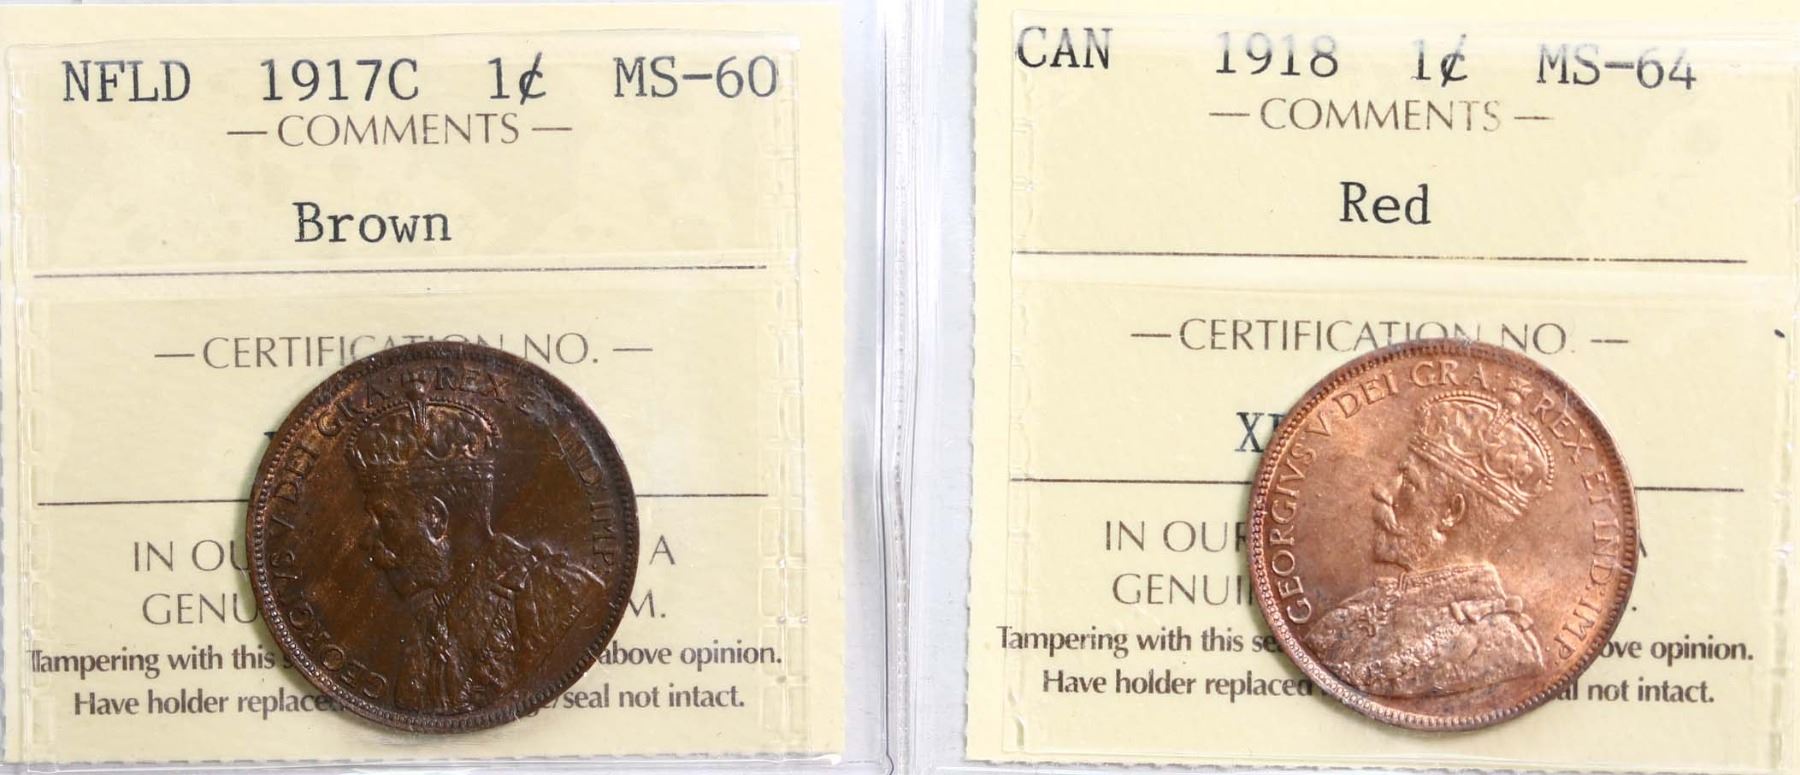 NFLD 1917C 1¢ MS-60
— COMMENTS —
Brown
— CERTIFICATION NO. —
IN OU A
GENU M.
Tampering with this s above opinion.
Have holder replace /seal not intact.
GEORGIVS V DEI GRA: REX ET IND: IMP:
CAN 1918 1¢ MS-64
— COMMENTS —
Red
— CERTIFICATION NO. —
X
IN OUR
GENUI .
Tampering with this se ove opinion.
Have holder replaced al not intact.
GEORGIVS V DEI GRA: REX ET IND: IMP: